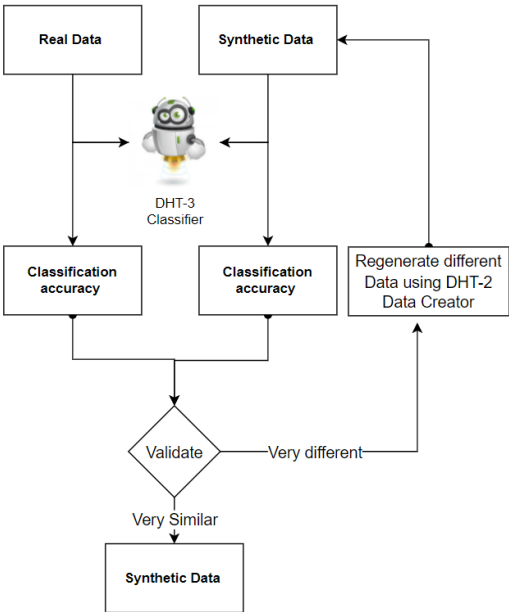 Real Data
Synthetic Data
DHT-3
Classifier
Classification
accuracy
Classification
accuracy
Regenerate different
Data using DHT-2
Data Creator
Validate
Very different
Very Similar
Synthetic Data